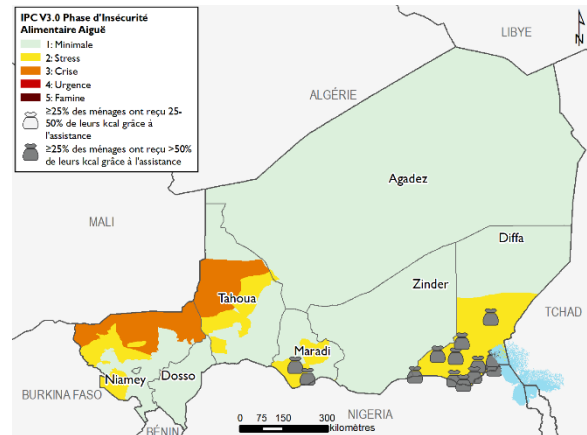 IPC V3.0 Phase d'Insécurité
Alimentaire Aiguë
1: Minimale
2: Stress
3: Crise
4: Urgence
5: Famine
≥25% des ménages ont reçu 25-
50% de leurs kcal grâce à
l'assistance
≥25% des ménages ont reçu >50%
de leurs kcal grâce à l'assistance
LIBYE
N
ALGÉRIE
Agadez
MALI
Diffa
Zinder
Tahoua
TCHAD
Maradi
Niamey
Dosso
BURKINA FASO
NIGERIA
BÉNIN
0 75 150 300
kilomètres